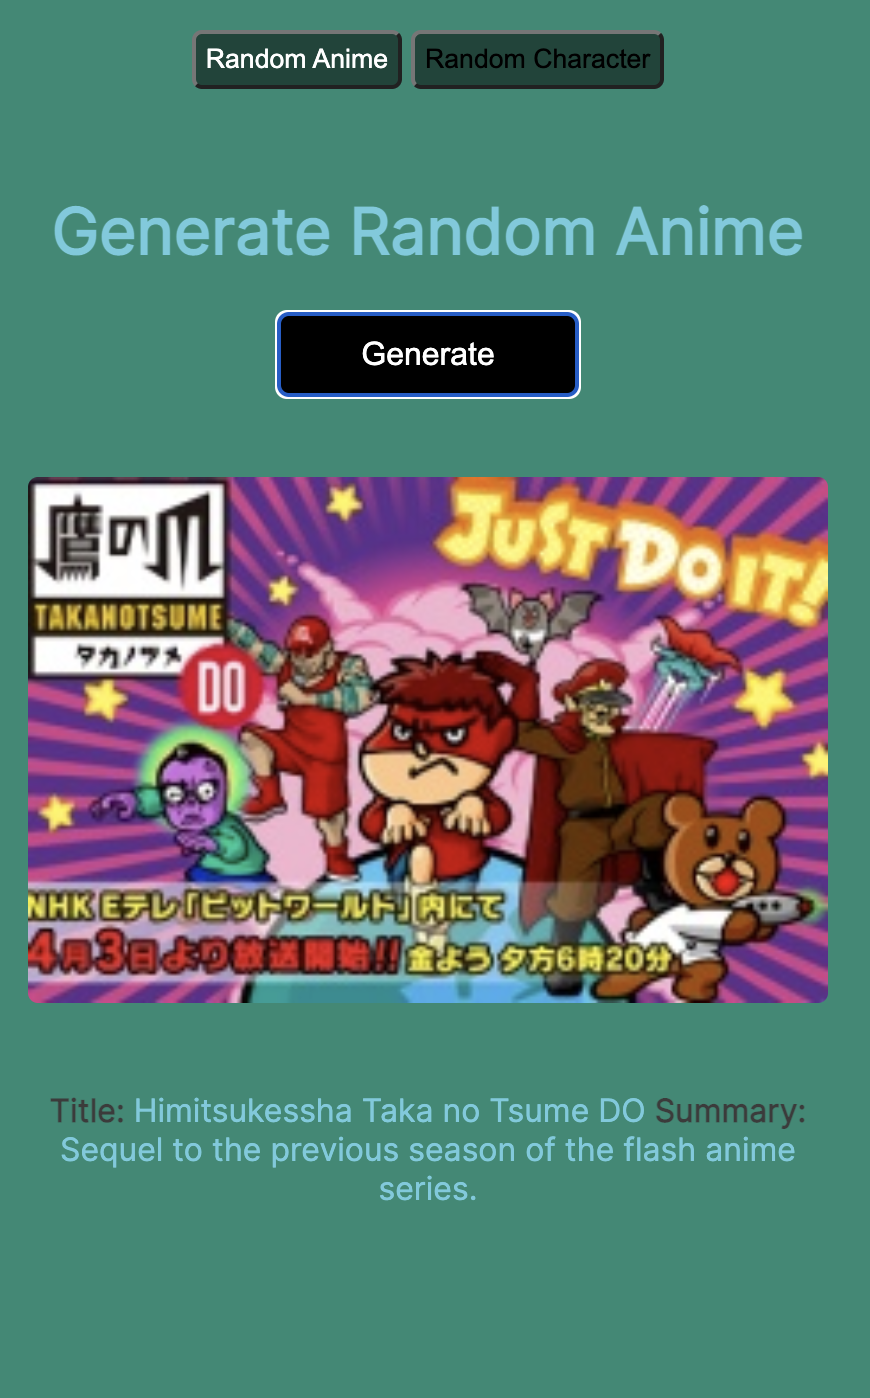 Random Anime Random Character
Generate Random Anime
Generate
鷹の爪
TAKANOTSUME
タカノツメ
DO
JUST DO IT!
NHK Eテレ「ビットワールド」内にて
4月3日より放送開始!! 金よう 夕方6時20分
Title: Himitsukessha Taka no Tsume DO Summary:
Sequel to the previous season of the flash anime
series.